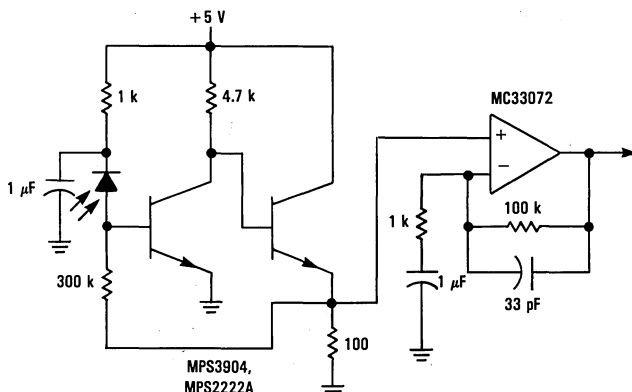 +5 V
1 k
4.7 k
MC33072
+
−
1 μF
100 k
1 k
300 k
1 μF
33 pF
100
MPS3904,
MPS2222A